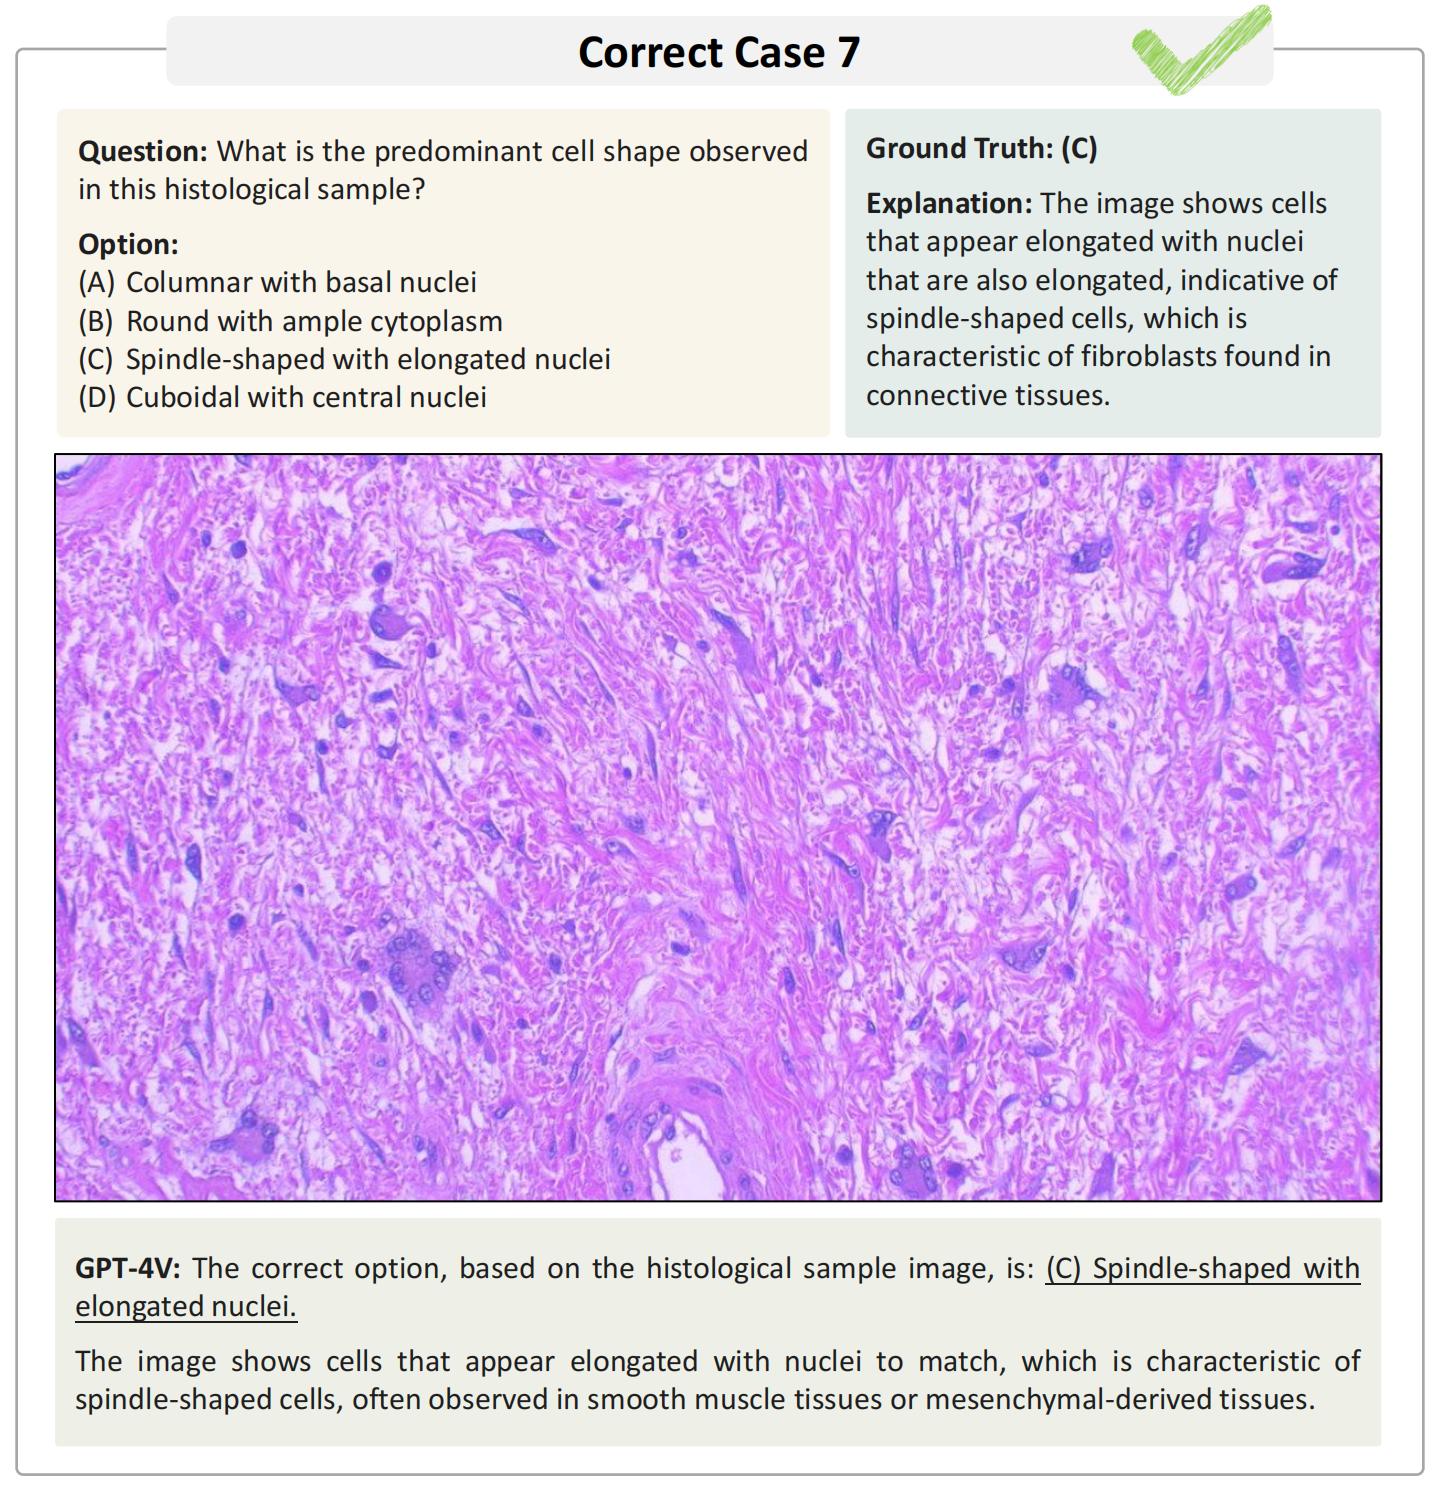 Correct Case 7
Question: What is the predominant cell shape observed
in this histological sample?
Option:
(A) Columnar with basal nuclei
(B) Round with ample cytoplasm
(C) Spindle-shaped with elongated nuclei
(D) Cuboidal with central nuclei
Ground Truth: (C)
Explanation: The image shows cells
that appear elongated with nuclei
that are also elongated, indicative of
spindle-shaped cells, which is
characteristic of fibroblasts found in
connective tissues.
GPT-4V: The correct option, based on the histological sample image, is: (C) Spindle-shaped with
elongated nuclei.
The image shows cells that appear elongated with nuclei to match, which is characteristic of
spindle-shaped cells, often observed in smooth muscle tissues or mesenchymal-derived tissues.